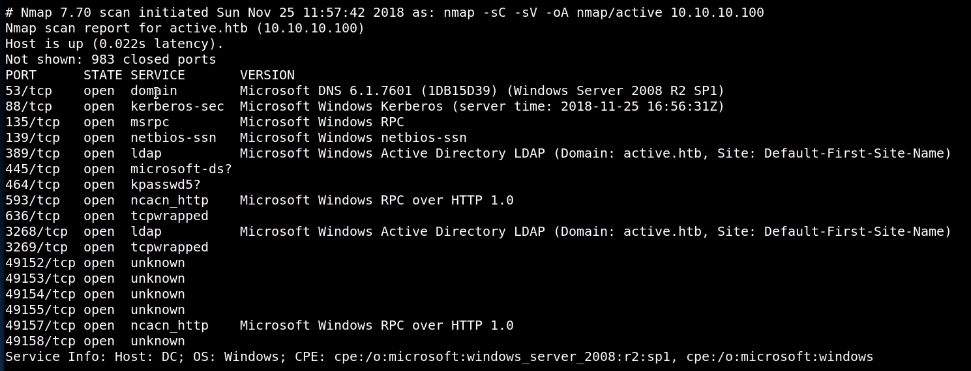 # Nmap 7.70 scan initiated Sun Nov 25 11:57:42 2018 as: nmap -sC -sV -oA nmap/active 10.10.10.100
Nmap scan report for active.htb (10.10.10.100)
Host is up (0.022s latency).
Not shown: 983 closed ports
PORT      STATE SERVICE       VERSION
53/tcp    open  domain        Microsoft DNS 6.1.7601 (1DB15D39) (Windows Server 2008 R2 SP1)
88/tcp    open  kerberos-sec  Microsoft Windows Kerberos (server time: 2018-11-25 16:56:31Z)
135/tcp   open  msrpc         Microsoft Windows RPC
139/tcp   open  netbios-ssn   Microsoft Windows netbios-ssn
389/tcp   open  ldap          Microsoft Windows Active Directory LDAP (Domain: active.htb, Site: Default-First-Site-Name)
445/tcp   open  microsoft-ds?
464/tcp   open  kpasswd5?
593/tcp   open  ncacn_http    Microsoft Windows RPC over HTTP 1.0
636/tcp   open  tcpwrapped
3268/tcp  open  ldap          Microsoft Windows Active Directory LDAP (Domain: active.htb, Site: Default-First-Site-Name)
3269/tcp  open  tcpwrapped
49152/tcp open  unknown
49153/tcp open  unknown
49154/tcp open  unknown
49155/tcp open  unknown
49157/tcp open  ncacn_http    Microsoft Windows RPC over HTTP 1.0
49158/tcp open  unknown
Service Info: Host: DC; OS: Windows; CPE: cpe:/o:microsoft:windows_server_2008:r2:sp1, cpe:/o:microsoft:windows